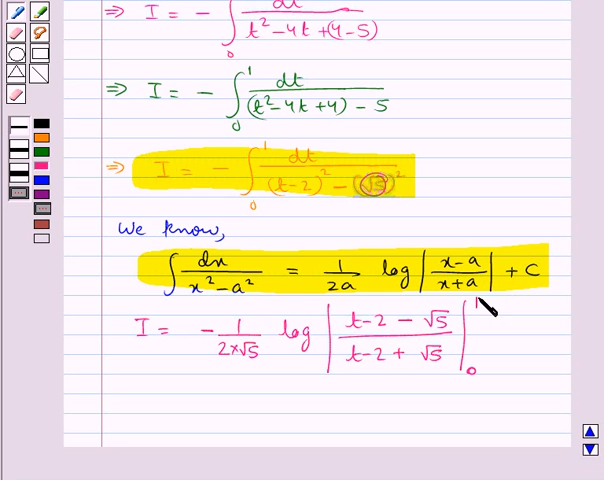 ⇒ I = - ∫₀ dt / t² - 4t + (4 - 5)
⇒ I = - ∫₀¹ dt / (t² - 4t + 4) - 5
⇒ I = - ∫₀¹ dt / (t - 2)² - (√5)²
We know,
∫ dx / x² - a² = 1 / 2a log | x - a / x + a | + C
I = - 1 / 2×√5 log | t - 2 - √5 / t - 2 + √5 |₀¹